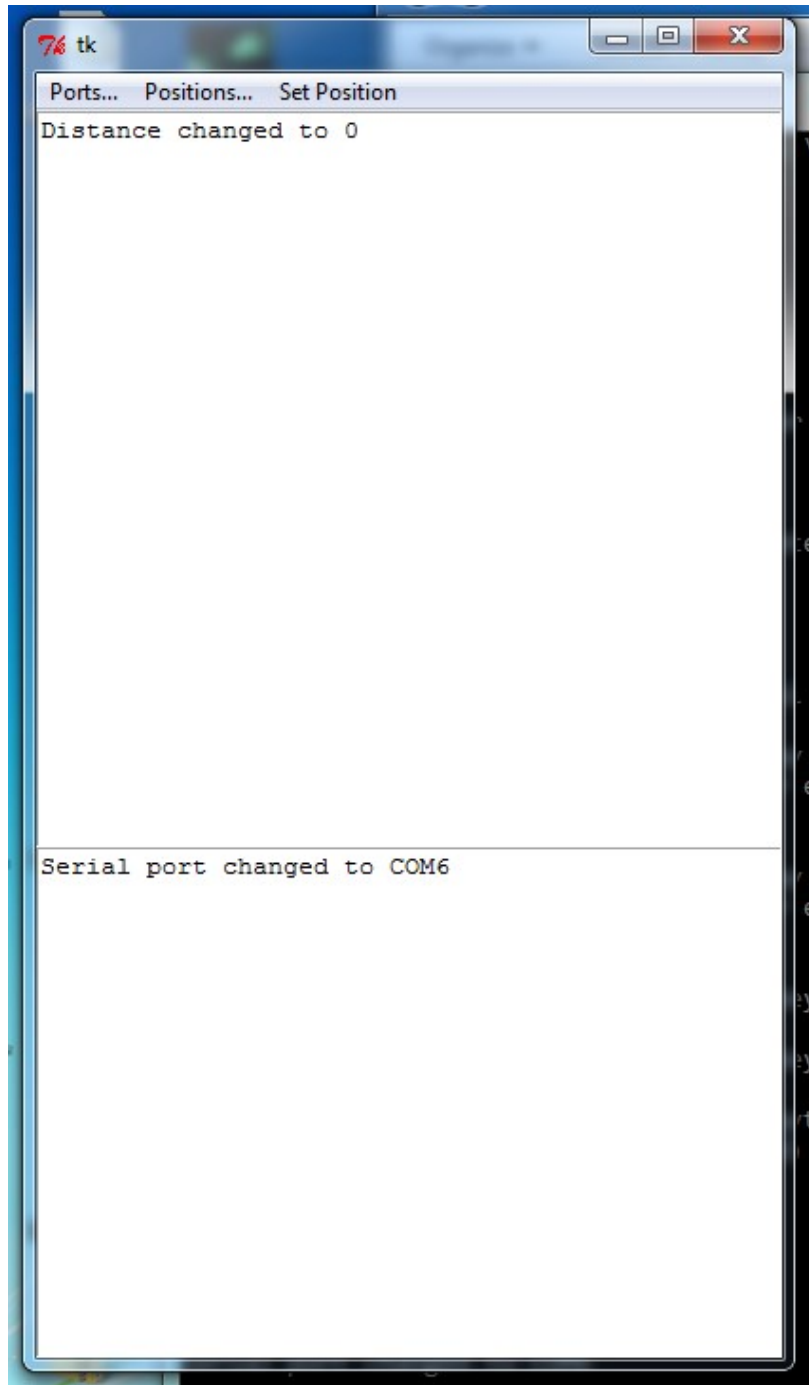 tk
Ports... Positions... Set Position
Distance changed to 0
Serial port changed to COM6